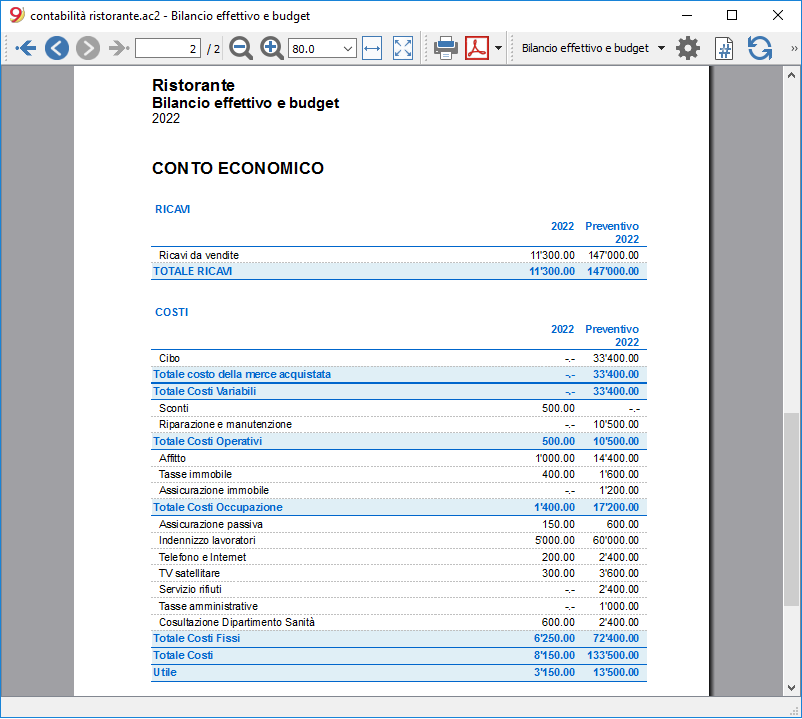 contabilità ristorante.ac2 - Bilancio effettivo e budget
2 / 2 80.0 Bilancio effettivo e budget
Ristorante
Bilancio effettivo e budget
2022
CONTO ECONOMICO
RICAVI
2022 Preventivo
2022
Ricavi da vendite 11'300.00 147'000.00
TOTALE RICAVI 11'300.00 147'000.00
COSTI
2022 Preventivo
2022
Cibo -.- 33'400.00
Totale costo della merce acquistata -.- 33'400.00
Totale Costi Variabili -.- 33'400.00
Sconti 500.00 -.-
Riparazione e manutenzione -.- 10'500.00
Totale Costi Operativi 500.00 10'500.00
Affitto 1'000.00 14'400.00
Tasse immobile 400.00 1'600.00
Assicurazione immobile -.- 1'200.00
Totale Costi Occupazione 1'400.00 17'200.00
Assicurazione passiva 150.00 600.00
Indennizzo lavoratori 5'000.00 60'000.00
Telefono e Internet 200.00 2'400.00
TV satellitare 300.00 3'600.00
Servizio rifiuti -.- 2'400.00
Tasse amministrative -.- 1'000.00
Cosultazione Dipartimento Sanità 600.00 2'400.00
Totale Costi Fissi 6'250.00 72'400.00
Totale Costi 8'150.00 133'500.00
Utile 3'150.00 13'500.00